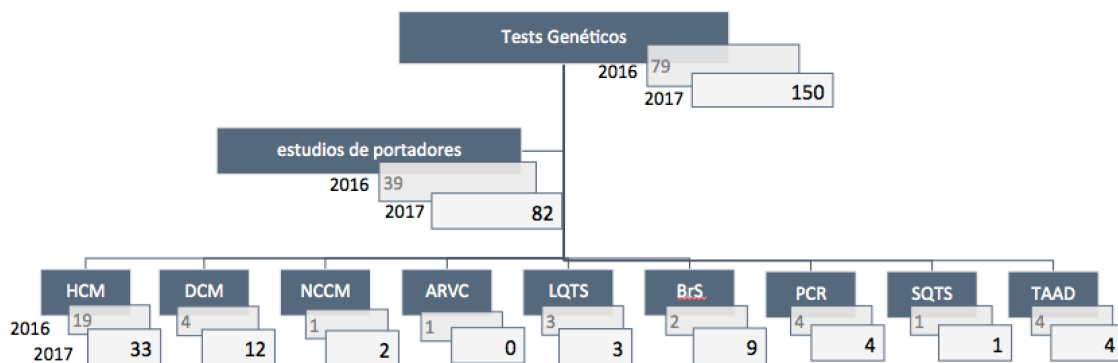 Tests Genéticos
2016 79
2017 150
estudios de portadores
2016 39
2017 82
HCM DCM NCCM ARVC LQTS BrS PCR SQTS TAAD
2016 19 4 1 1 3 2 4 1 4
2017 33 12 2 0 3 9 4 1 4